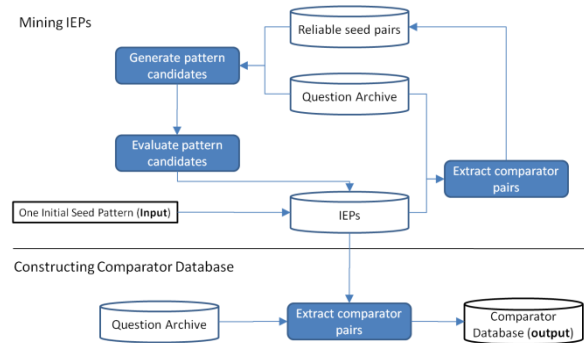 Mining IEPs
Reliable seed pairs
Generate pattern
candidates
Question Archive
Evaluate pattern
candidates
Extract comparator
pairs
One Initial Seed Pattern (Input)
IEPs
Constructing Comparator Database
Question Archive
Extract comparator
pairs
Comparator
Database (output)